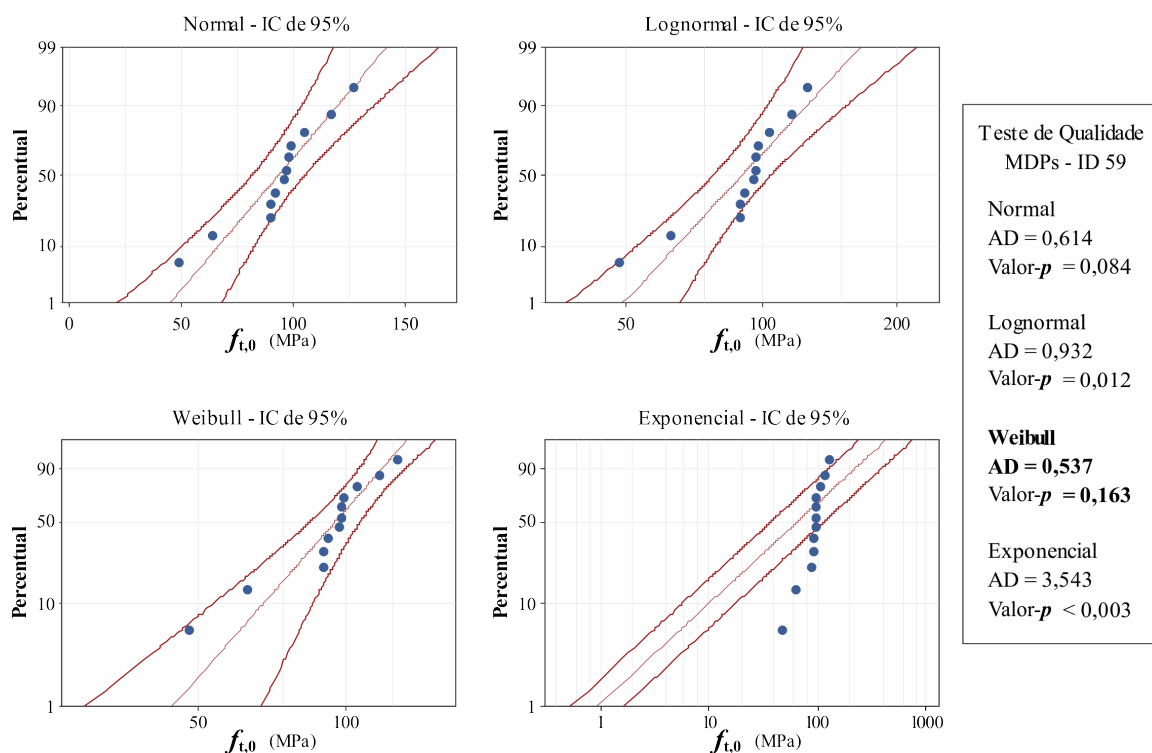 Normal - IC de 95%
99
90
50
10
1
Percentual
0
50
100
150
f t,0 (MPa)
Lognormal - IC de 95%
99
90
50
10
1
Percentual
50
100
200
f t,0 (MPa)
Weibull - IC de 95%
90
50
10
1
Percentual
50
100
f t,0 (MPa)
Exponencial - IC de 95%
90
50
10
1
Percentual
1
10
100
1000
f t,0 (MPa)
Teste de Qualidade
MDPs - ID 59
Normal
AD = 0,614
Valor-p = 0,084
Lognormal
AD = 0,932
Valor-p = 0,012
Weibull
AD = 0,537
Valor-p = 0,163
Exponencial
AD = 3,543
Valor-p < 0,003